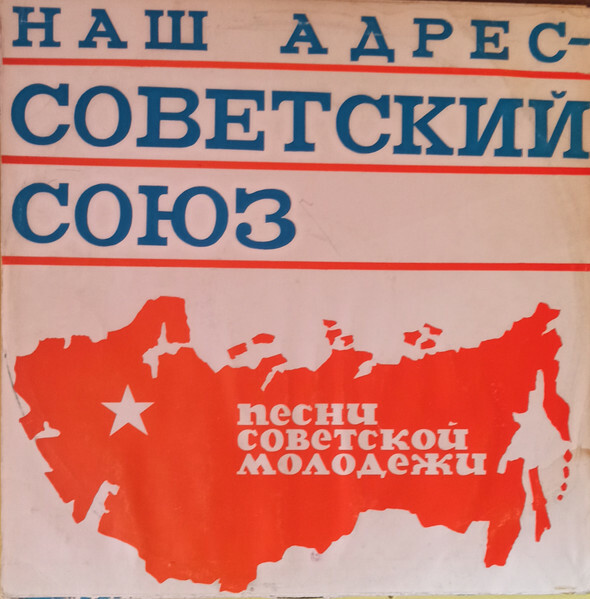 НАШ АДРЕС-
СОВЕТСКИЙ
СОЮЗ
песни
советской
молодежи